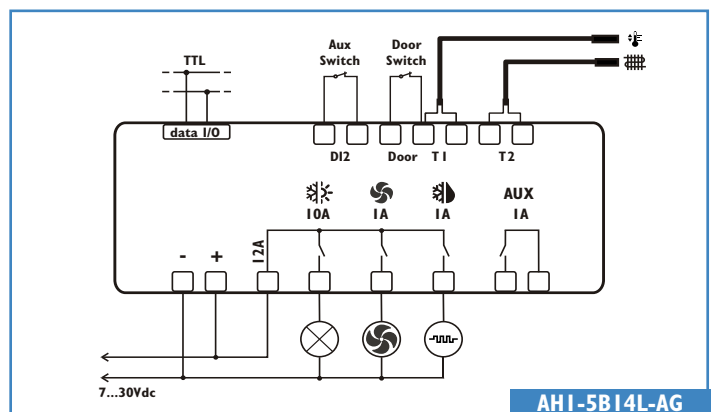 Aux Door
Switch Switch
TTL
data I/O
DI2 Door T1 T2
AUX
10A 1A 1A 1A
12A
- +
7...30Vdc
AH1-5B14L-AG